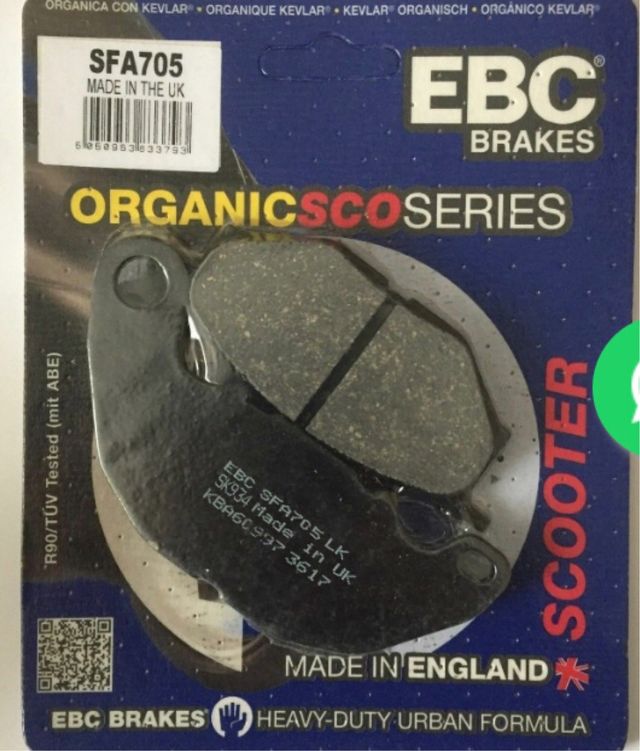 ORGANICA CON KEVLAR® • ORGANIQUE KEVLAR® • KEVLAR® ORGANISCH • ORGÁNICO KEVLAR®
SFA705
MADE IN THE UK
EBC®
BRAKES
ORGANICSCOSERIES
*R90/TÜV Tested (mit ABE)
SCOOTER
EBC SFA705 LK
Made in UK
MADE IN ENGLAND
EBC BRAKES® HEAVY-DUTY URBAN FORMULA